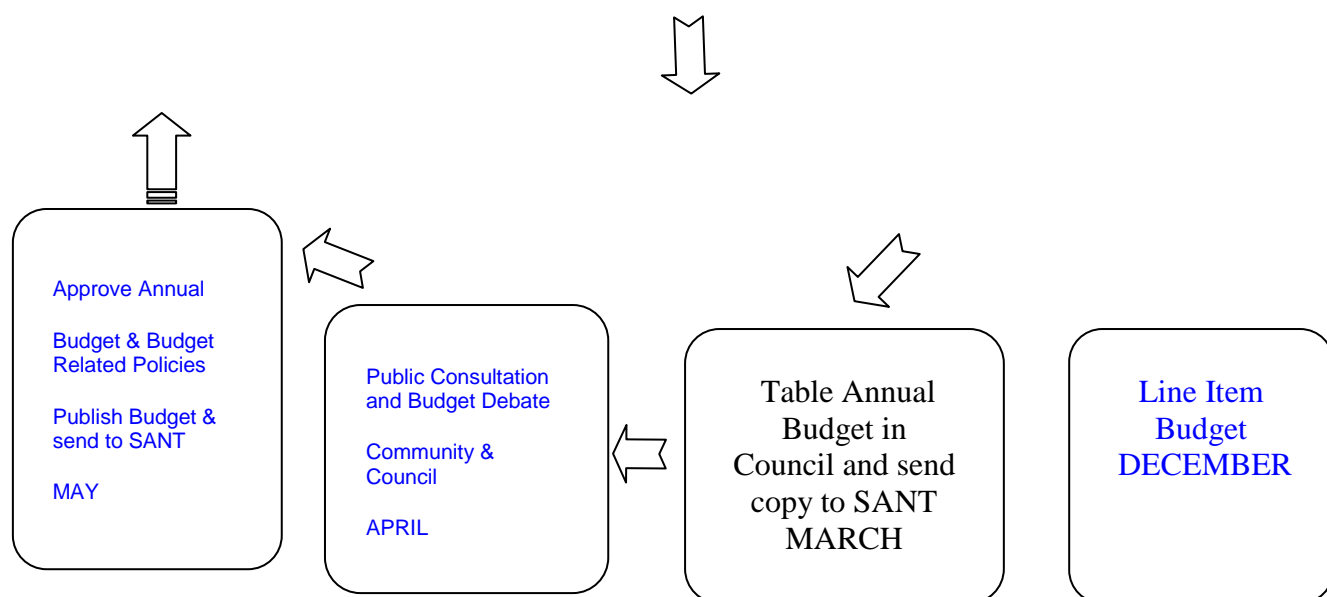 Approve Annual
Budget & Budget
Related Policies
Publish Budget &
send to SANT
MAY
Public Consultation
and Budget Debate
Community &
Council
APRIL
Table Annual
Budget in
Council and send
copy to SANT
MARCH
Line Item
Budget
DECEMBER